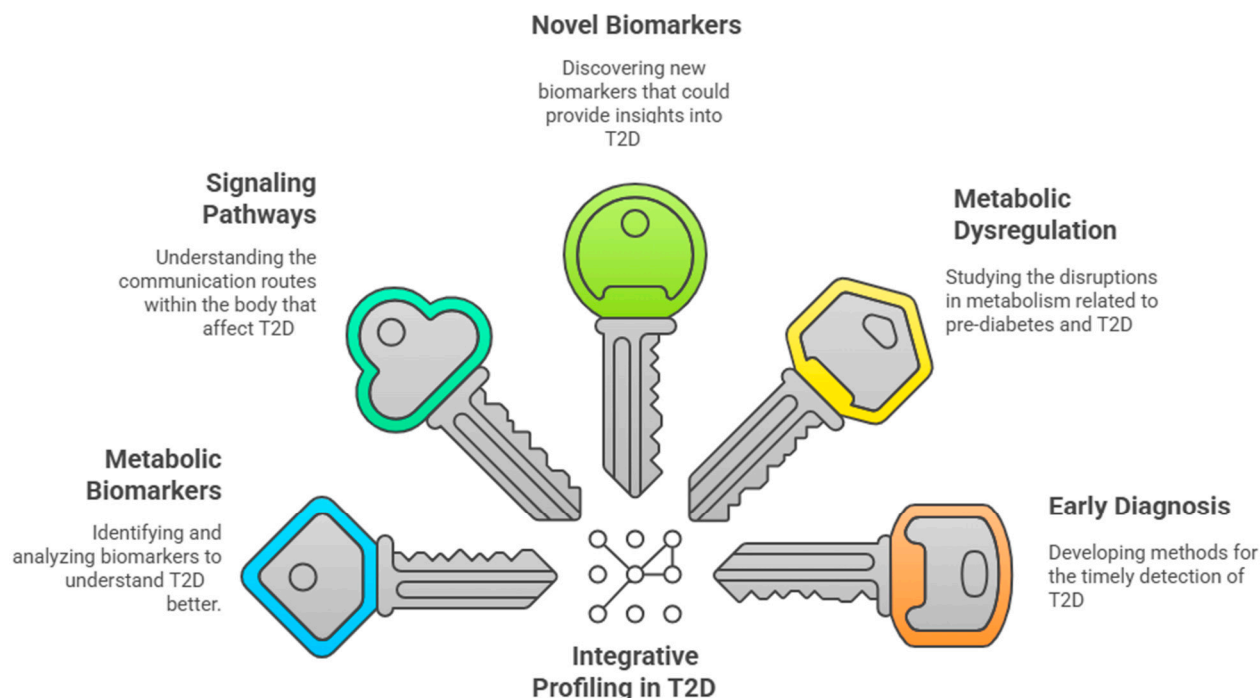 Novel Biomarkers
Discovering new
biomarkers that could
provide insights into
T2D
Signaling
Pathways
Understanding the
communication routes
within the body that
affect T2D
Metabolic
Dysregulation
Studying the disruptions
in metabolism related to
pre-diabetes and T2D
Metabolic
Biomarkers
Identifying and
analyzing biomarkers to
understand T2D
better.
Early Diagnosis
Developing methods for
the timely detection of
T2D
Integrative
Profiling in T2D